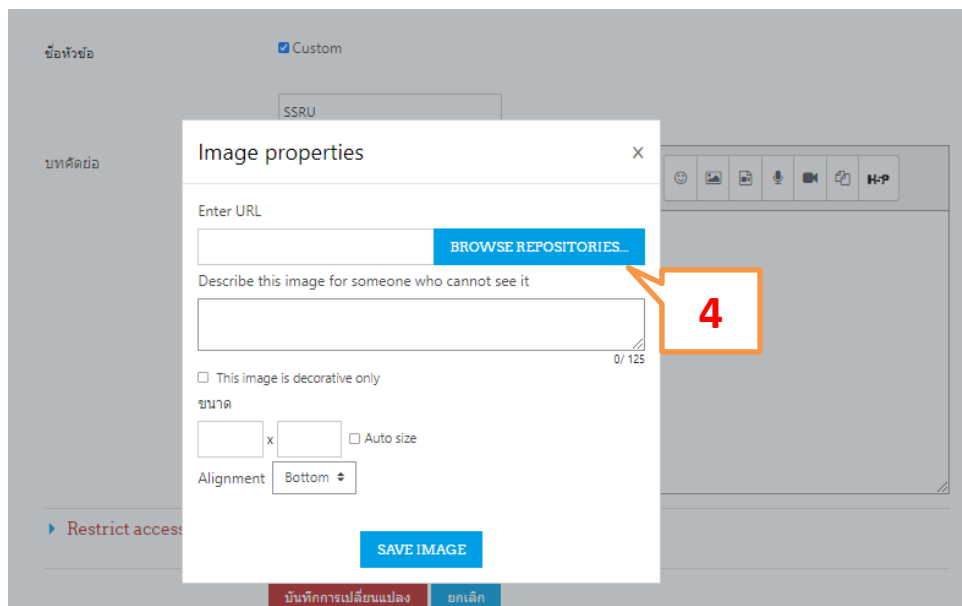 ชื่อหัวข้อ
Custom
SSRU
บทคัดย่อ
H-P
Image properties
x
Enter URL
BROWSE REPOSITORIES...
Describe this image for someone who cannot see it
4
0/ 125
This image is decorative only
ขนาด
x
Auto size
Alignment Bottom
Restrict access
SAVE IMAGE
บันทึกการเปลี่ยนแปลง ยกเลิก